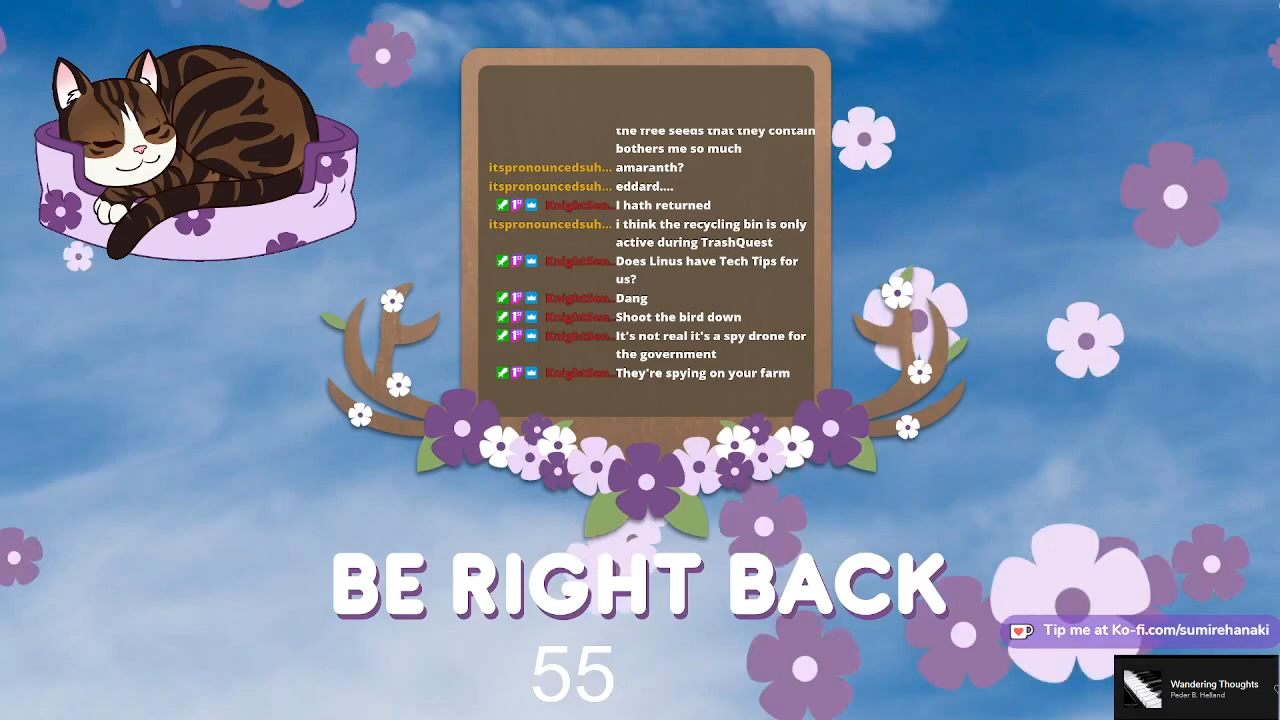 the free seeds that they contain
bothers me so much
itspronouncedsuh... amaranth?
itspronouncedsuh... eddard....
KnightSen... I hath returned
itspronouncedsuh... i think the recycling bin is only
active during TrashQuest
KnightSen... Does Linus have Tech Tips for
us?
KnightSen... Dang
KnightSen... Shoot the bird down
KnightSen... It's not real it's a spy drone for
the government
KnightSen... They're spying on your farm
BE RIGHT BACK
55
Tip me at Ko-fi.com/sumirehanaki
Wandering Thoughts
Peder B. Helland